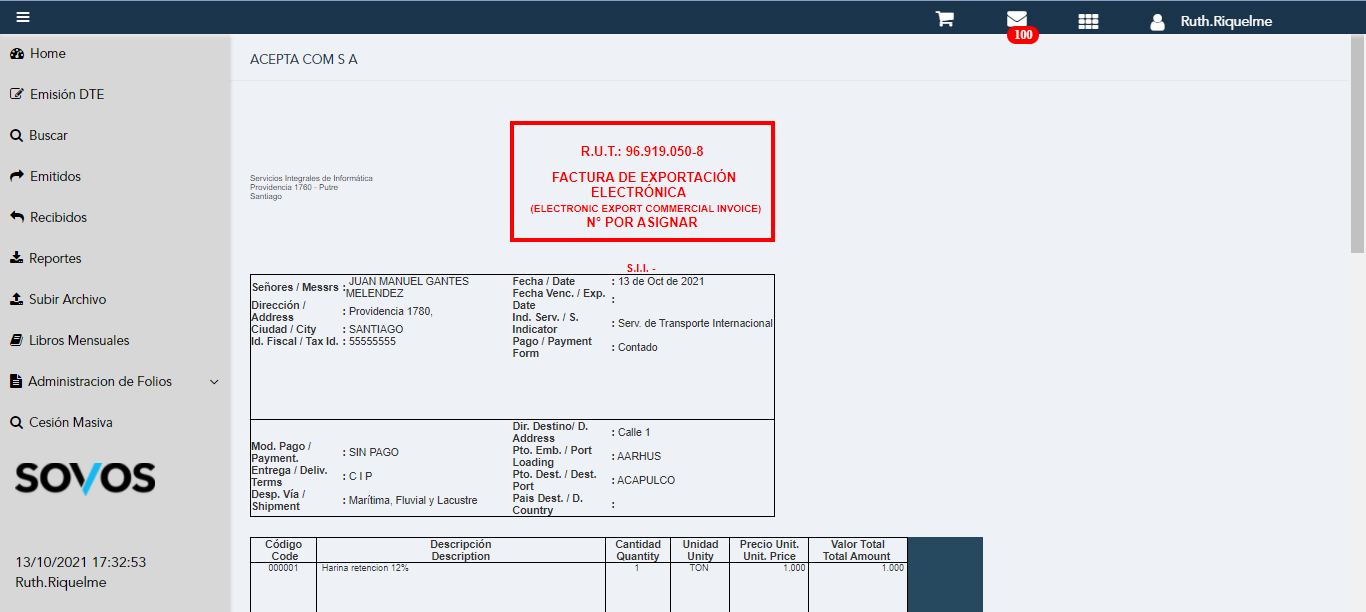 Ruth.Riquelme
100
Home
Emisión DTE
Buscar
Emitidos
Recibidos
Reportes
Subir Archivo
Libros Mensuales
Administracion de Folios
Cesión Masiva
SOVOS
13/10/2021 17:32:53
Ruth.Riquelme
ACEPTA COM S A
Servicios Integrales de Informática
Providencia 1760 - Putre
Santiago
R.U.T.: 96.919.050-8
FACTURA DE EXPORTACIÓN
ELECTRÓNICA
(ELECTRONIC EXPORT COMMERCIAL INVOICE)
N° POR ASIGNAR
S.I.I. -
Señores / Messrs : JUAN MANUEL GANTES
MELENDEZ
Dirección /
Address : Providencia 1780,
Ciudad / City : SANTIAGO
Id. Fiscal / Tax Id. : 55555555
Fecha / Date : 13 de Oct de 2021
Fecha Venc. / Exp.
Date :
Ind. Serv. / S.
Indicator : Serv. de Transporte Internacional
Pago / Payment
Form : Contado
Mod. Pago /
Payment. : SIN PAGO
Entrega / Deliv.
Terms : C I P
Desp. Vía /
Shipment : Marítima, Fluvial y Lacustre
Dir. Destino/ D.
Address : Calle 1
Pto. Emb. / Port
Loading : AARHUS
Pto. Dest. / Dest.
Port : ACAPULCO
Pais Dest. / D.
Country :
Código Descripción Cantidad Unidad Precio Unit. Valor Total
Code Description Quantity Unity Unit. Price Total Amount
000001 Harina retencion 12% 1 TON 1.000 1.000